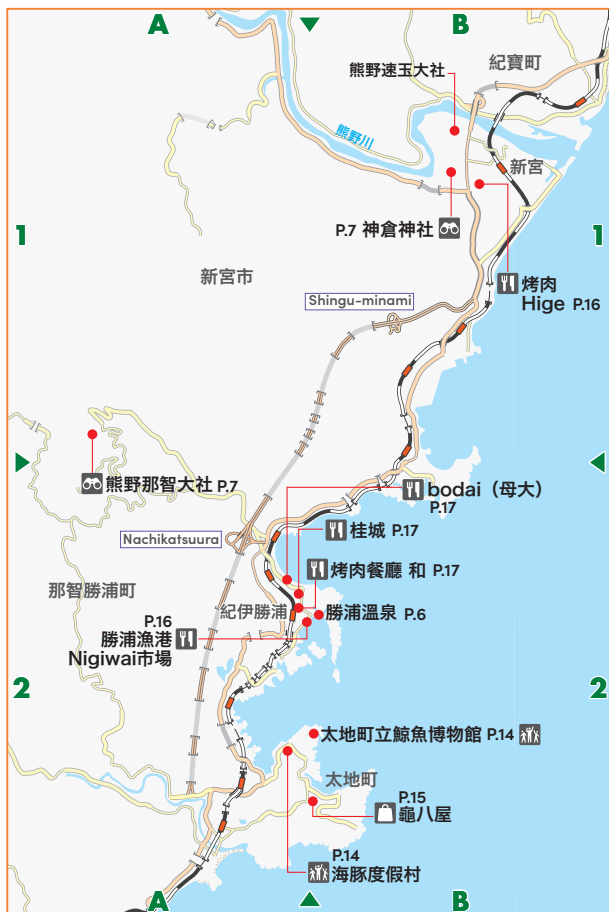 A
B
紀寶町
熊野速玉大社
熊野川
新宮
P.7 神倉神社
1
1
新宮市
烤肉
Hige P.16
Shingu-minami
熊野那智大社 P.7
bodai（母大）
P.17
桂城 P.17
Nachikatsuura
烤肉餐廳 和 P.17
那智勝浦町
紀伊勝浦
勝浦溫泉 P.6
P.16
勝浦漁港
Nigiwai市場
2
2
太地町立鯨魚博物館 P.14
太地町
P.15
龜八屋
P.14
海豚度假村
A
B